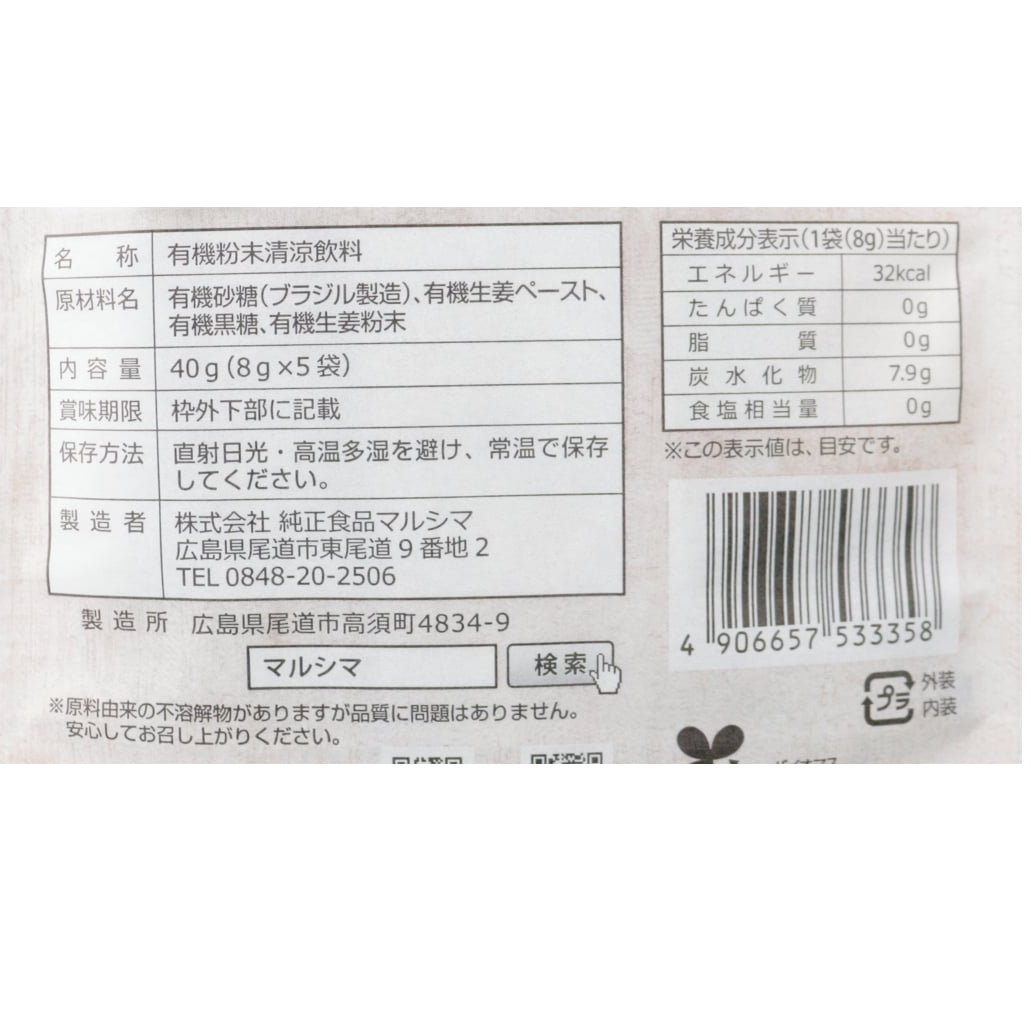 名称 有機粉末清涼飲料
原材料名 有機砂糖(ブラジル製造)、有機生姜ペースト、
有機黒糖、有機生姜粉末
内容量 40g(8g×5袋)
賞味期限 枠外下部に記載
保存方法 直射日光・高温多湿を避け、常温で保存
してください。
製造者 株式会社 純正食品マルシマ
広島県尾道市東尾道9番地2
TEL 0848-20-2506
製造所 広島県尾道市高須町4834-9
マルシマ 検索
※原料由来の不溶解物がありますが品質に問題はありません。
安心してお召し上がりください。
栄養成分表示(1袋(8g)当たり)
エネルギー 32kcal
たんぱく質 0g
脂質 0g
炭水化物 7.9g
食塩相当量 0g
※この表示値は、目安です。
4 906657 533358
プラ 外装
内装